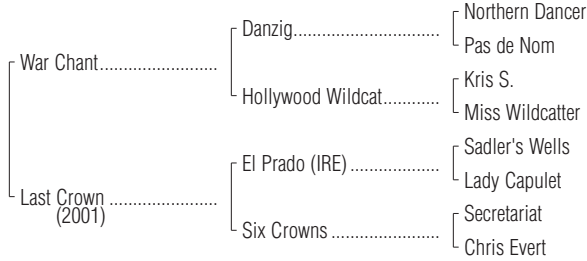 Northern Dancer
Danzig
Pas de Nom
War Chant
Kris S.
Hollywood Wildcat
Miss Wildcatter
Sadler's Wells
El Prado (IRE)
Lady Capulet
Last Crown
(2001)
Secretariat
Six Crowns
Chris Evert